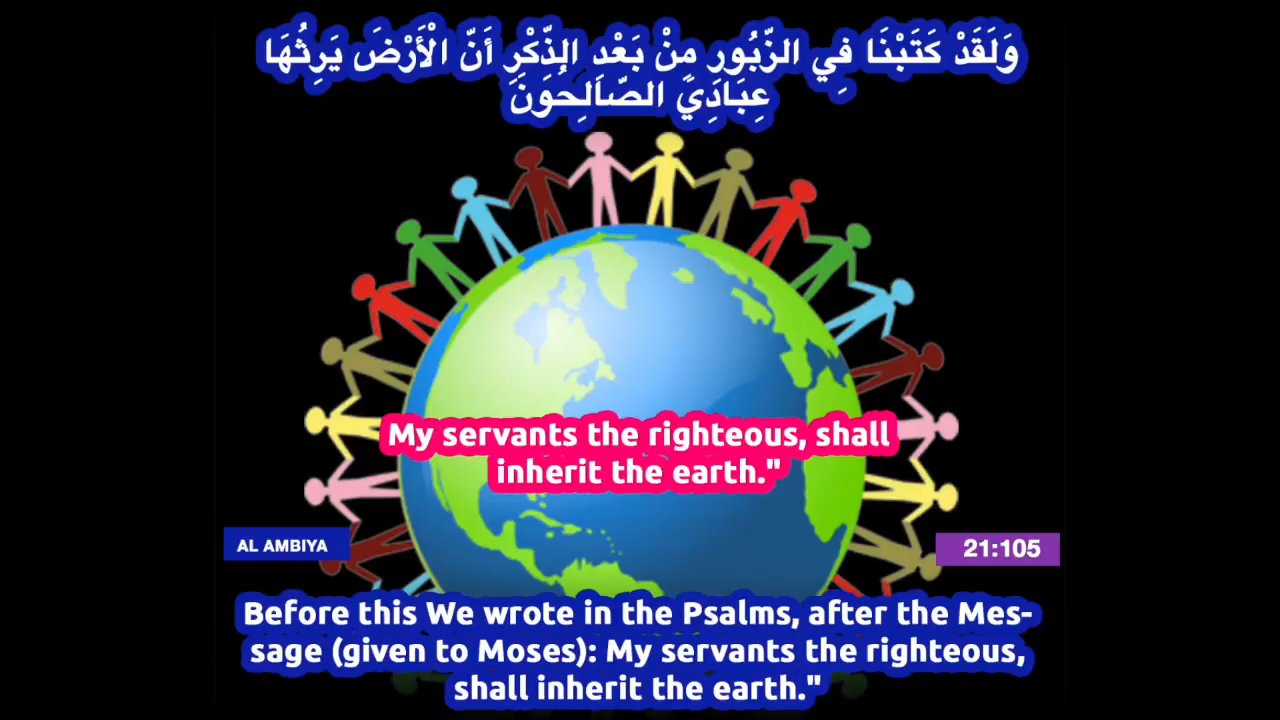 وَلَقَدْ كَتَبْنَا فِي الزَّبُورِ مِنْ بَعْدِ الذِّكْرِ أَنَّ الْأَرْضَ يَرِثُهَا
عِبَادِيَ الصَّالِحُونَ
My servants the righteous, shall
inherit the earth."
AL AMBIYA
21:105
Before this We wrote in the Psalms, after the Mes-
sage (given to Moses): My servants the righteous,
shall inherit the earth."